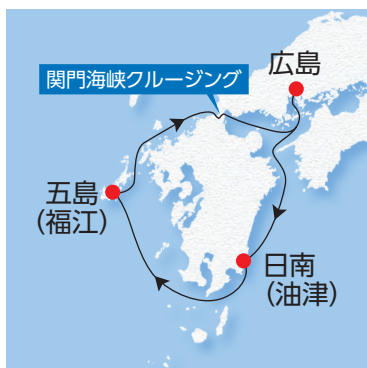 広島
関門海峡クルージング
五島
(福江)
日南
(油津)